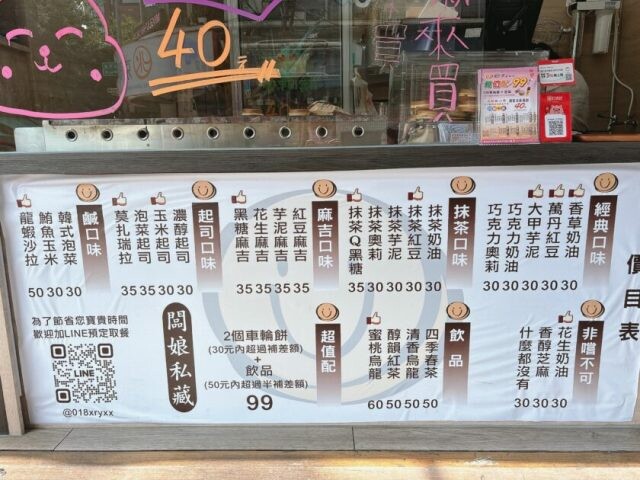 40元
來買
買
99
價目表
經典口味
香草奶油 30
萬丹紅豆 30
大甲芋泥 30
巧克力奶油 30
巧克力奧莉 35
抹茶口味
抹茶奶油 30
抹茶紅豆 30
抹茶芋泥 30
抹茶奧莉 30
抹茶Q黑糖 35
麻吉口味
紅豆麻吉 35
芋泥麻吉 35
花生麻吉 35
黑糖麻吉 35
起司口味
濃醇起司 30
玉米起司 30
泡菜起司 35
莫扎瑞拉 35
鹹口味
韓式泡菜 30
鮪魚玉米 30
龍蝦沙拉 50
非嚐不可
花生奶油 30
香醇芝麻 30
什麼都沒有 30
飲品
四季春茶 50
清香烏龍 50
醇韻紅茶 50
蜜桃烏龍 60
超值配
2個車輪餅
(30元內超過補差額)
+
飲品
(50元內超過半補差額)
99
闆娘私藏
為了節省您寶貴時間
歡迎加LINE預定取餐
LINE
@018xryxx